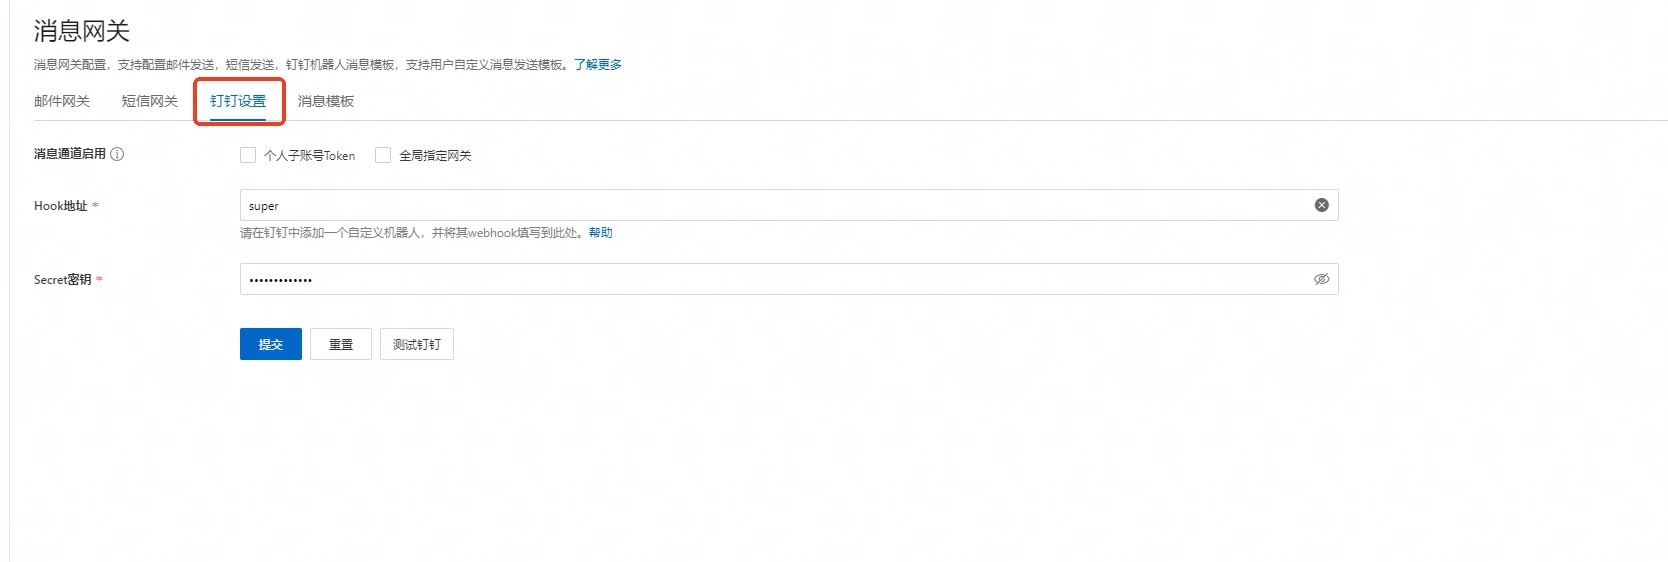 消息网关
消息网关配置，支持配置邮件发送，短信发送，钉钉机器人消息模板，支持用户自定义消息发送模板。了解更多
邮件网关 短信网关 钉钉设置 消息模板
消息通道启用 个人子账号Token 全局指定网关
Hook地址 * super
请在钉钉中添加一个自定义机器人，并将其webhook填写到此处。帮助
Secret密钥 * •••••••••••••
提交 重置 测试钉钉